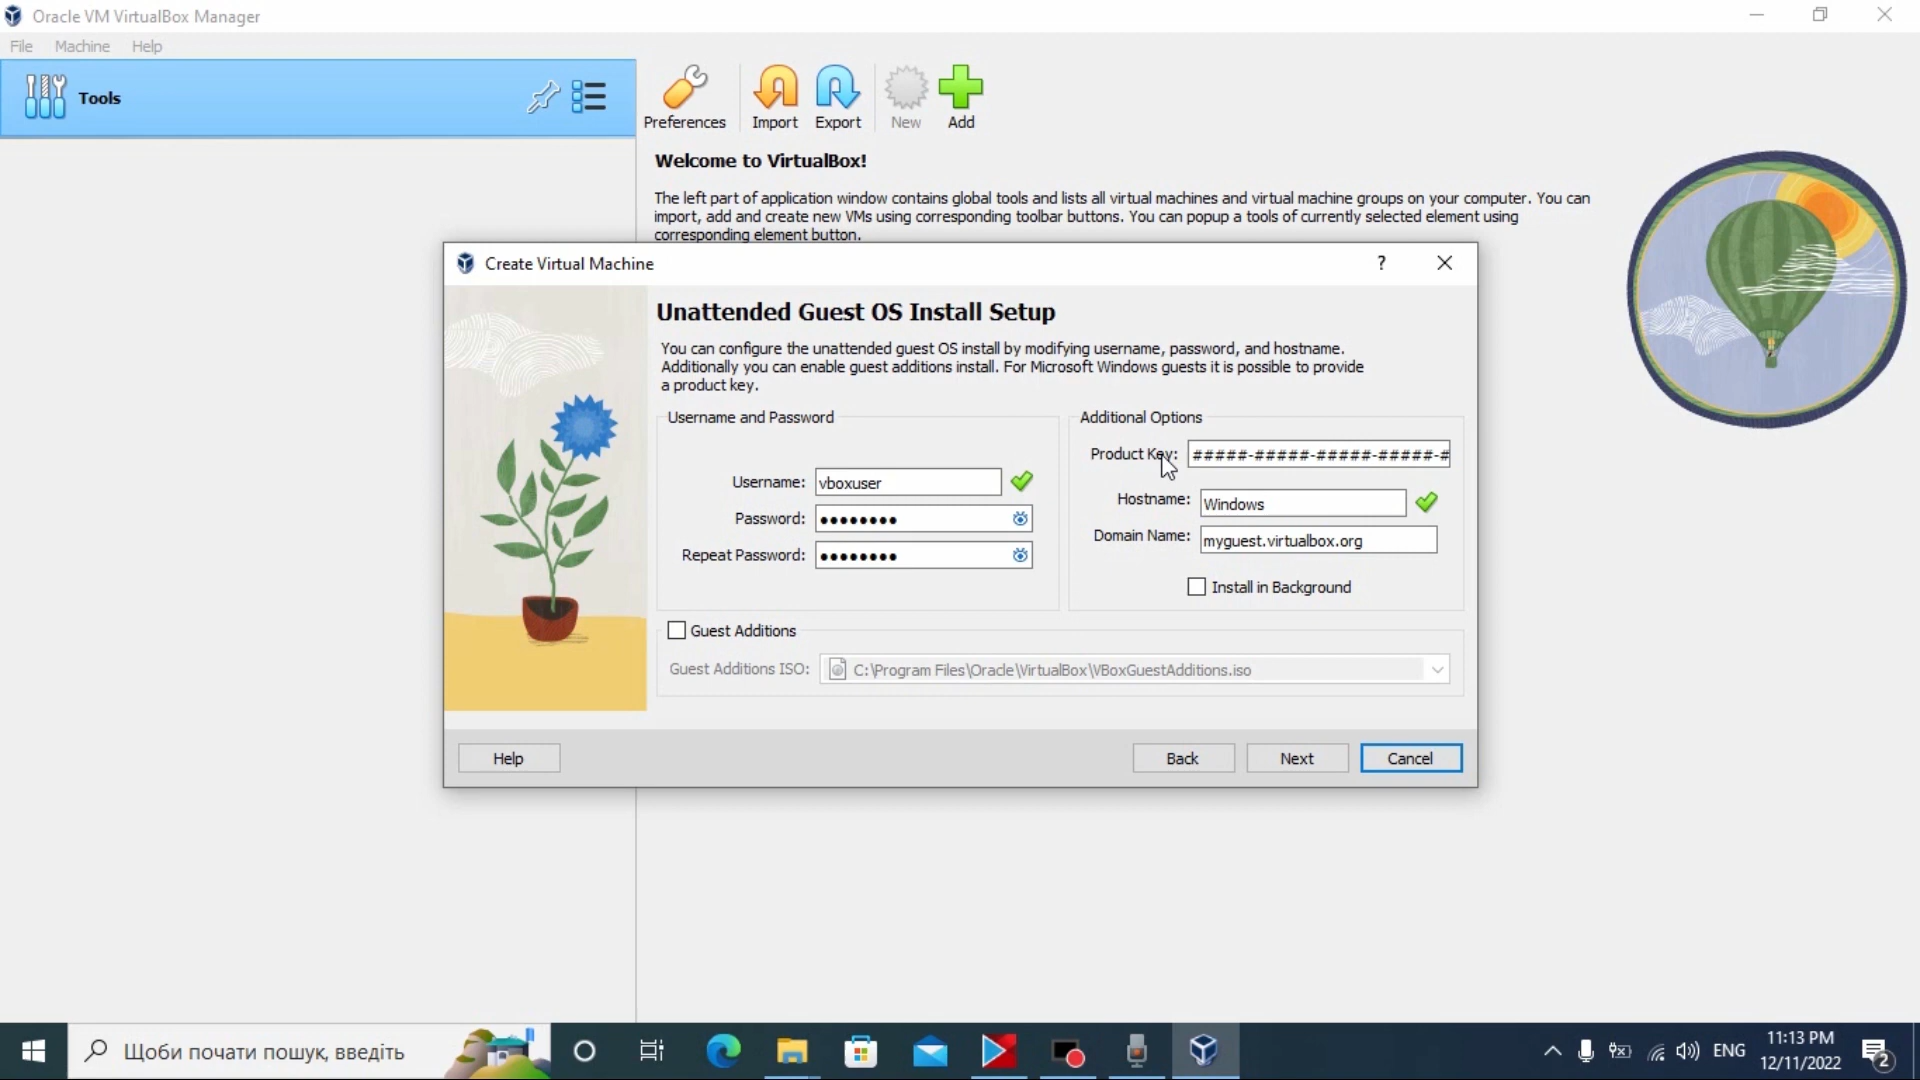 Oracle VM VirtualBox Manager
File Machine Help
Tools
Preferences Import Export New Add
Welcome to VirtualBox!
The left part of application window contains global tools and lists all virtual machines and virtual machine groups on your computer. You can
import, add and create new VMs using corresponding toolbar buttons. You can popup a tools of currently selected element using
corresponding element button.
Create Virtual Machine
?
Unattended Guest OS Install Setup
You can configure the unattended guest OS install by modifying username, password, and hostname.
Additionally you can enable guest additions install. For Microsoft Windows guests it is possible to provide
a product key.
Username and Password
Username: vboxuser
Password: ●●●●●●●●
Repeat Password: ●●●●●●●●
Additional Options
Product Key: #####-#####-#####-#####-#
Hostname: Windows
Domain Name: myguest.virtualbox.org
Install in Background
Guest Additions
Guest Additions ISO: C:\Program Files\Oracle\VirtualBox\VBoxGuestAdditions.iso
Help Back Next Cancel
Щоби почати пошук, введіть
ENG
11:13 PM
12/11/2022
2